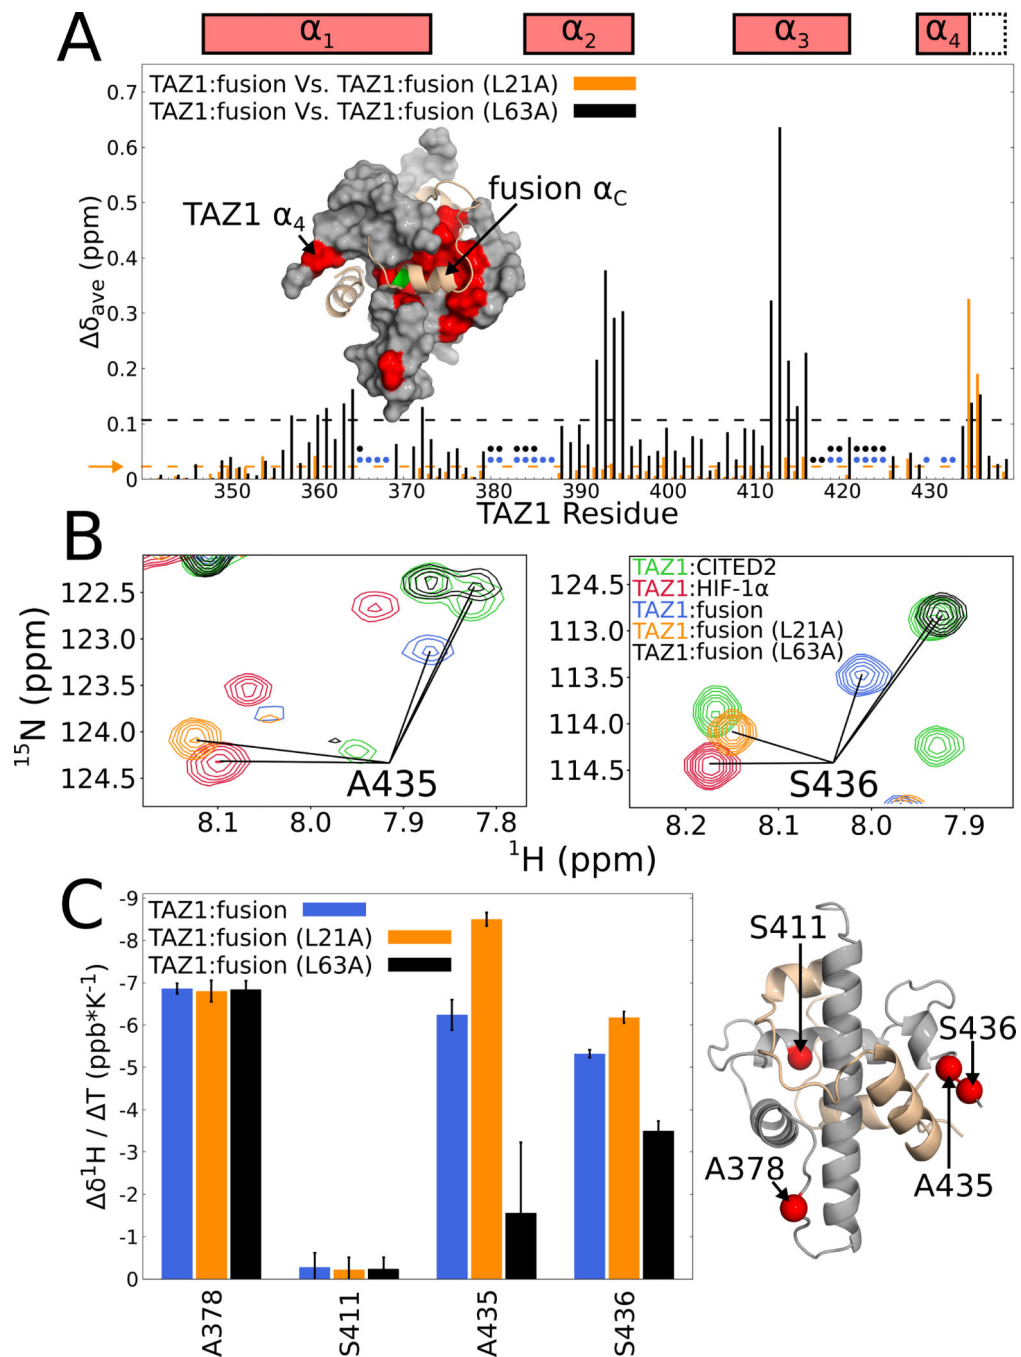 A
α1 α2 α3 α4
TAZ1:fusion Vs. TAZ1:fusion (L21A)
TAZ1:fusion Vs. TAZ1:fusion (L63A)
fusion αC
TAZ1 α4
Δδave (ppm)
0.7
0.6
0.5
0.4
0.3
0.2
0.1
0
350 360 370 380 390 400 410 420 430
TAZ1 Residue
B
TAZ1:CITED2
TAZ1:HIF-1α
TAZ1:fusion
TAZ1:fusion (L21A)
TAZ1:fusion (L63A)
15N (ppm)
122.5
123.0
123.5
124.0
124.5
A435
8.1 8.0 7.9 7.8
124.5
113.0
113.5
114.0
114.5
S436
8.2 8.1 8.0 7.9
1H (ppm)
C
TAZ1:fusion
TAZ1:fusion (L21A)
TAZ1:fusion (L63A)
Δδ1H / ΔT (ppb*K-1)
-9
-8
-7
-6
-5
-4
-3
-2
-1
0
A378 S411 A435 S436
S411
S436
A378
A435